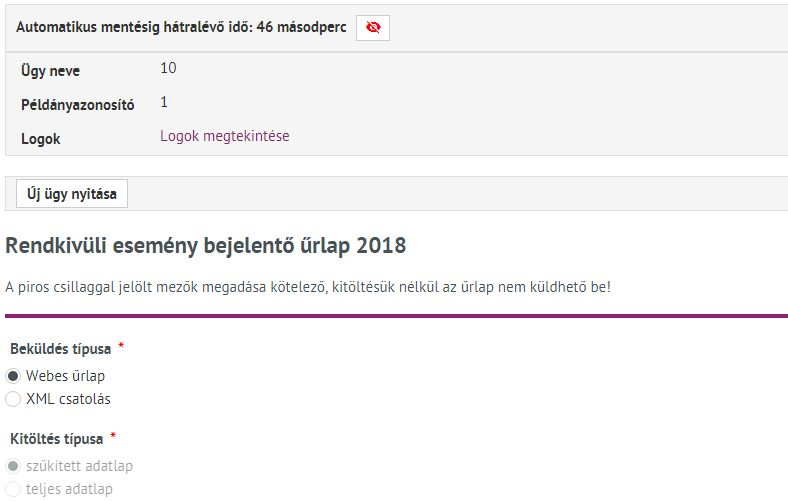 Automatikus mentésig hátralévő idő: 46 másodperc
Ügy neve 10
Példányazonosító 1
Logok Logok megtekintése
Új ügy nyitása
Rendkivüli esemény bejelentő űrlap 2018
A piros csillaggal jelölt mezők megadása kötelező, kitöltésük nélkül az űrlap nem küldhető be!
Beküldés típusa *
Webes űrlap
XML csatolás
Kitöltés típusa *
szűkített adatlap
teljes adatlap